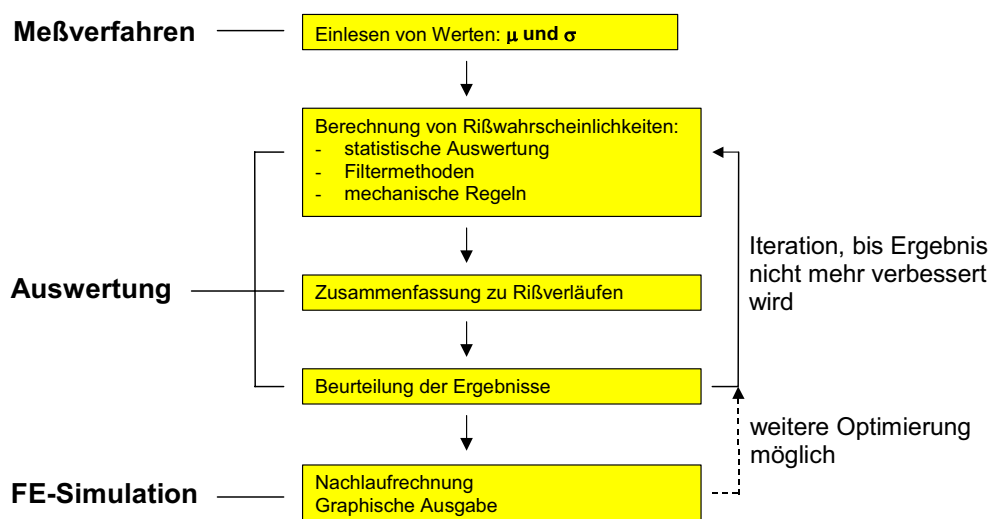 Meßverfahren
Einlesen von Werten: μ und σ
Berechnung von Rißwahrscheinlichkeiten:
- statistische Auswertung
- Filtermethoden
- mechanische Regeln
Iteration, bis Ergebnis
nicht mehr verbessert
wird
Auswertung
Zusammenfassung zu Rißverläufen
Beurteilung der Ergebnisse
weitere Optimierung
möglich
FE-Simulation
Nachlaufrechnung
Graphische Ausgabe